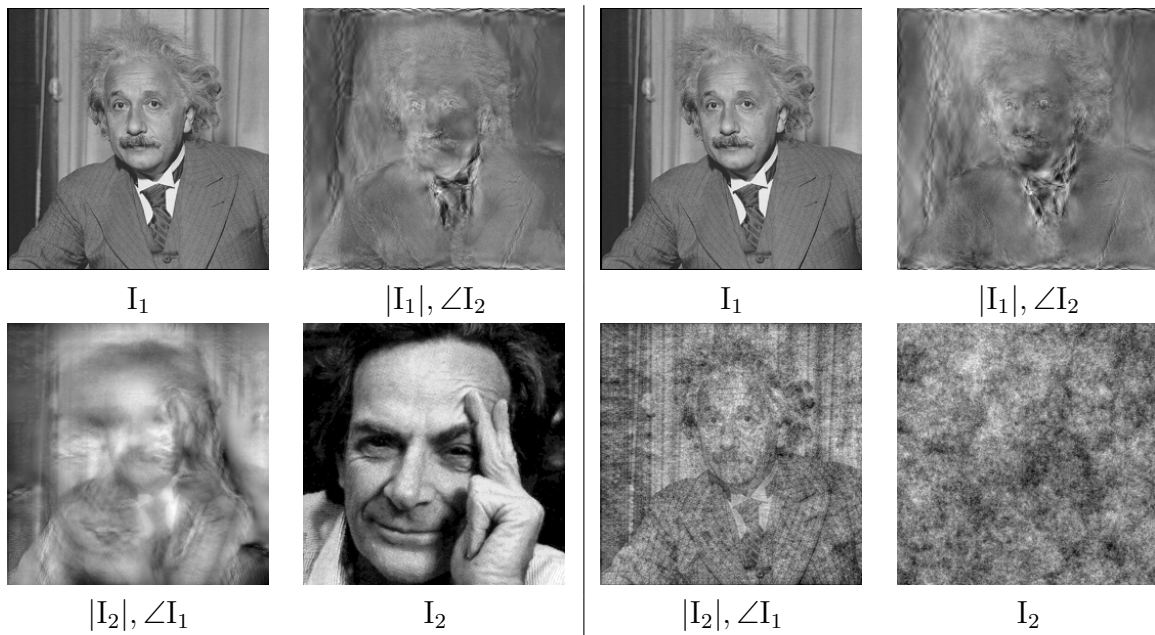 I₁
|I₁|, ∠I₂
I₁
|I₁|, ∠I₂
|I₂|, ∠I₁
I₂
|I₂|, ∠I₁
I₂